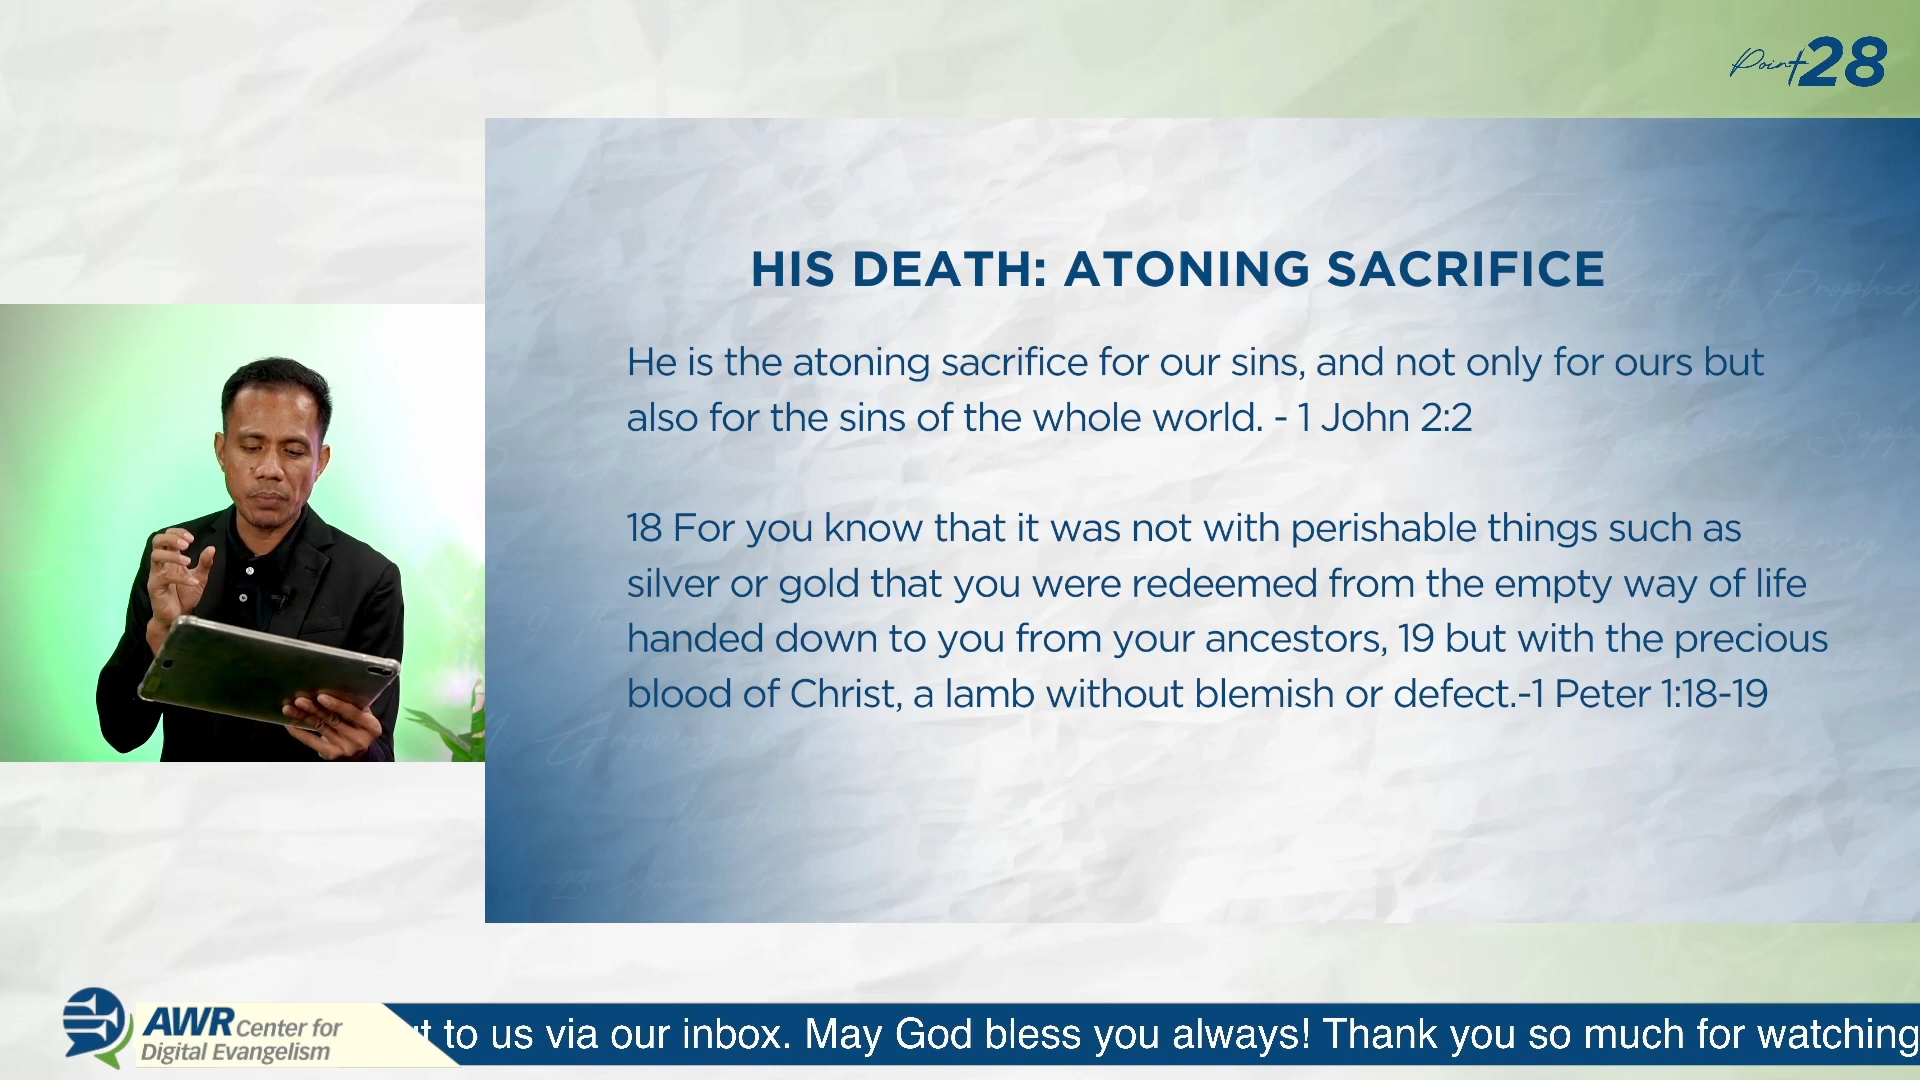 Point 28
HIS DEATH: ATONING SACRIFICE
He is the atoning sacrifice for our sins, and not only for ours but
also for the sins of the whole world. - 1 John 2:2
18 For you know that it was not with perishable things such as
silver or gold that you were redeemed from the empty way of life
handed down to you from your ancestors, 19 but with the precious
blood of Christ, a lamb without blemish or defect.-1 Peter 1:18-19
AWR Center for
Digital Evangelism
to us via our inbox. May God bless you always! Thank you so much for watching